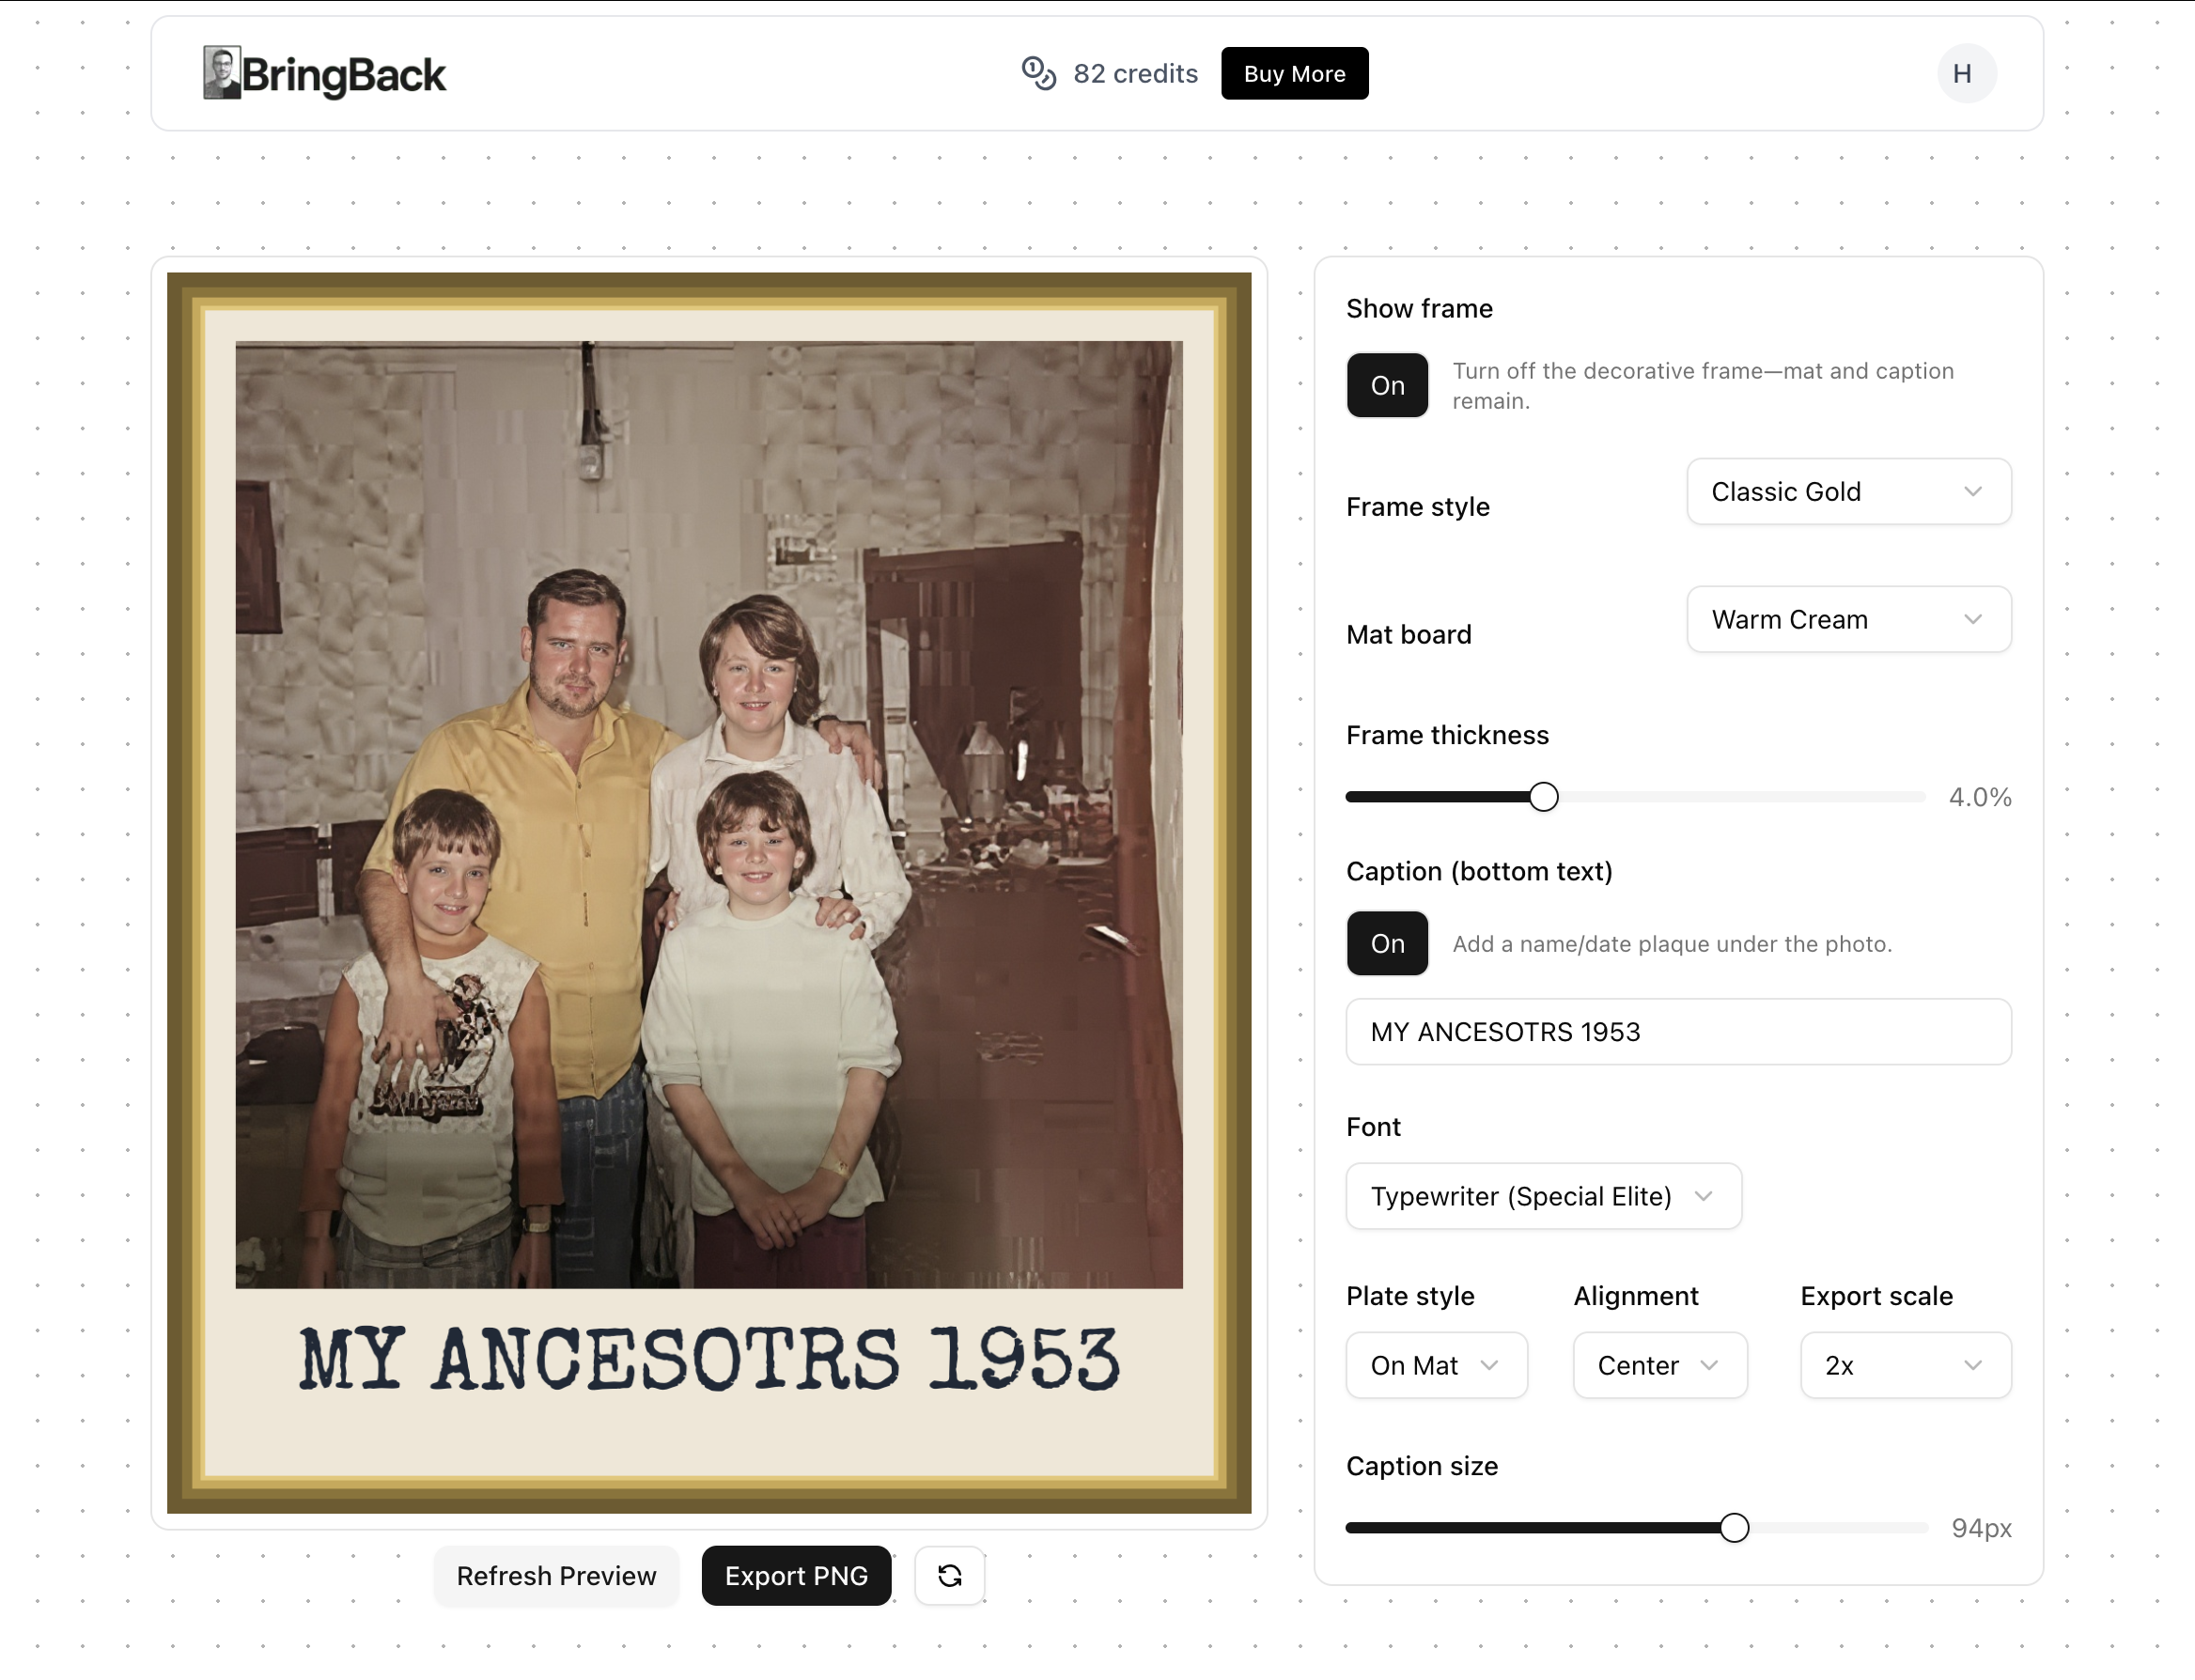 BringBack
82 credits
Buy More
H
MY ANCESOTRS 1953
Refresh Preview
Export PNG
Show frame
On
Turn off the decorative frame—mat and caption
remain.
Frame style
Classic Gold
Mat board
Warm Cream
Frame thickness
4.0%
Caption (bottom text)
On
Add a name/date plaque under the photo.
MY ANCESOTRS 1953
Font
Typewriter (Special Elite)
Plate style
Alignment
Export scale
On Mat
Center
2x
Caption size
94px